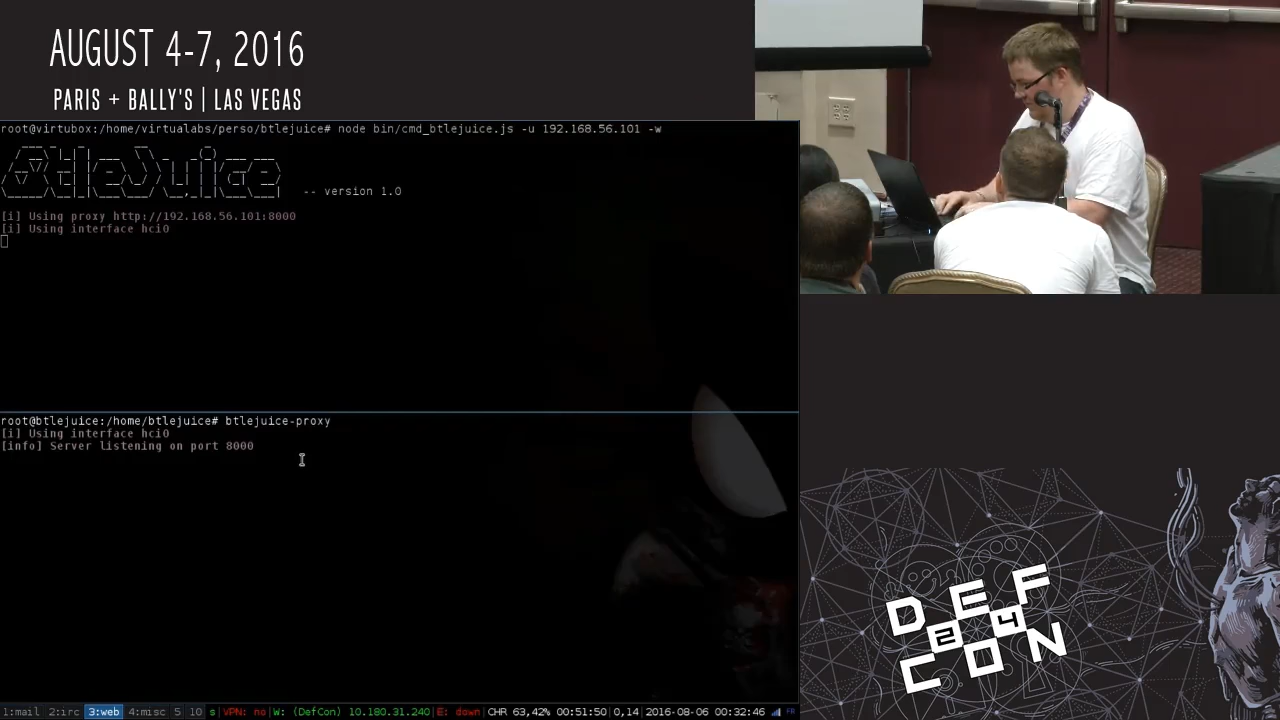 AUGUST 4-7, 2016
PARIS + BALLY'S | LAS VEGAS
root@virtubox:/home/virtualabs/perso/btlejuice# node bin/cmd_btlejuice.js -u 192.168.56.101 -w
BtleJuice
-- version 1.0
[i] Using proxy http://192.168.56.101:8000
[i] Using interface hci0
root@btlejuice:/home/btlejuice# btlejuice-proxy
[i] Using interface hci0
[info] Server listening on port 8000
DEF
24
CON
1:mail 2:irc 3:web 4:misc 5 10 s|VPN: no|W: (DefCon) 10.180.31.240|E: down|CHR 63,42% 00:51:50|0,14|2016-08-06 00:32:46 FR